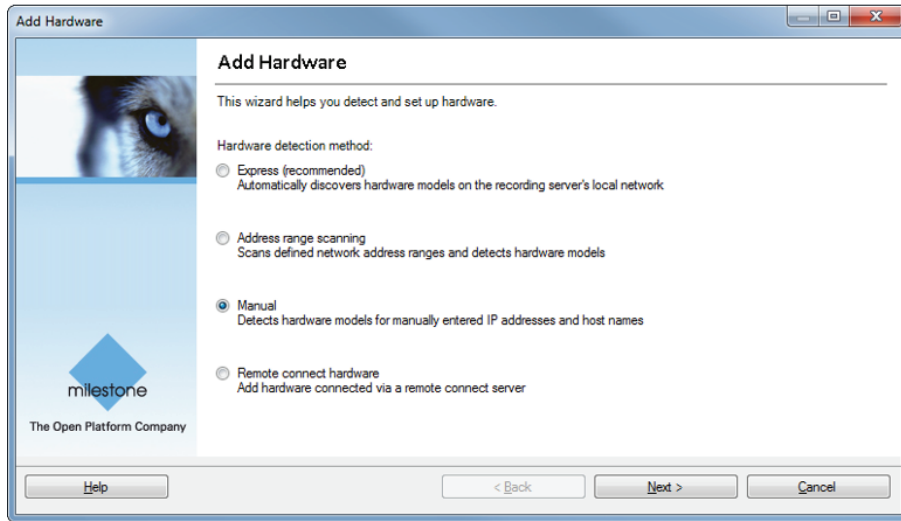 Add Hardware
Add Hardware
This wizard helps you detect and set up hardware.
Hardware detection method:
Express (recommended)
Automatically discovers hardware models on the recording server's local network
Address range scanning
Scans defined network address ranges and detects hardware models
Manual
Detects hardware models for manually entered IP addresses and host names
Remote connect hardware
Add hardware connected via a remote connect server
milestone
The Open Platform Company
Help
< Back
Next >
Cancel